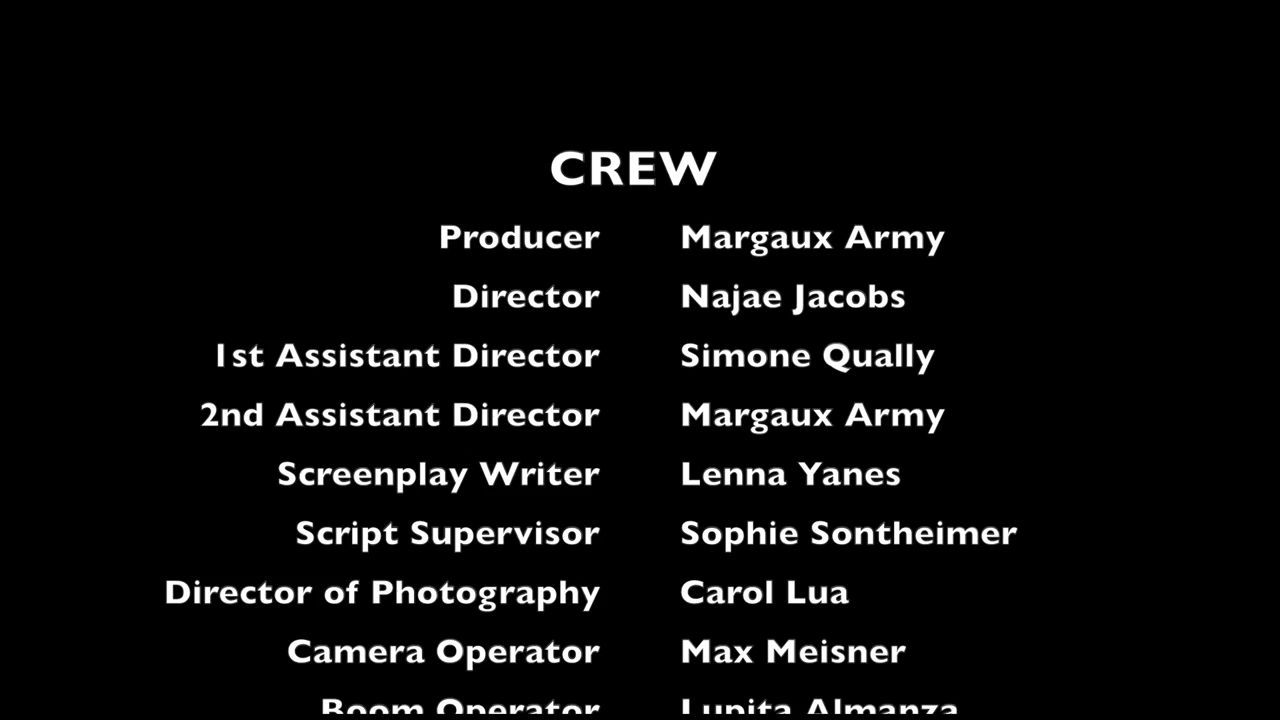 CREW
Producer Margaux Army
Director Najae Jacobs
1st Assistant Director Simone Qually
2nd Assistant Director Margaux Army
Screenplay Writer Lenna Yanes
Script Supervisor Sophie Sontheimer
Director of Photography Carol Lua
Camera Operator Max Meisner
Boom Operator Lupita Almanza